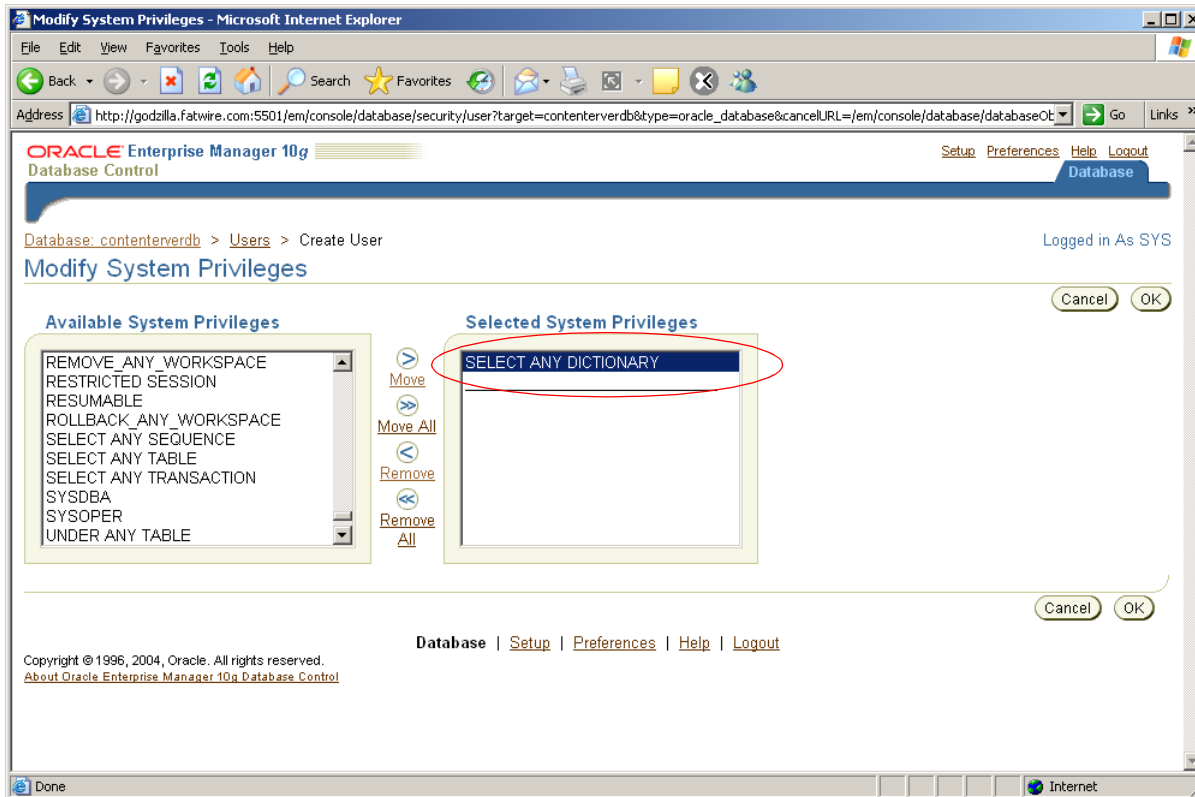 Modify System Privileges - Microsoft Internet Explorer
File Edit View Favorites Tools Help
Back Search Favorites
Address http://godzilla.fatwire.com:5501/em/console/database/security/user?target=contenterverdb&type=oracle_database&cancelURL=/em/console/database/databaseOb Go Links »
ORACLE Enterprise Manager 10g
Database Control
Setup Preferences Help Logout
Database
Database: contenterverdb > Users > Create User
Logged in As SYS
Modify System Privileges
Cancel OK
Available System Privileges
Selected System Privileges
REMOVE_ANY_WORKSPACE
RESTRICTED SESSION
RESUMABLE
ROLLBACK_ANY_WORKSPACE
SELECT ANY SEQUENCE
SELECT ANY TABLE
SELECT ANY TRANSACTION
SYSDBA
SYSOPER
UNDER ANY TABLE
Move
Move All
Remove
Remove
All
SELECT ANY DICTIONARY
Cancel OK
Database | Setup | Preferences | Help | Logout
Copyright © 1996, 2004, Oracle. All rights reserved.
About Oracle Enterprise Manager 10g Database Control
Done
Internet